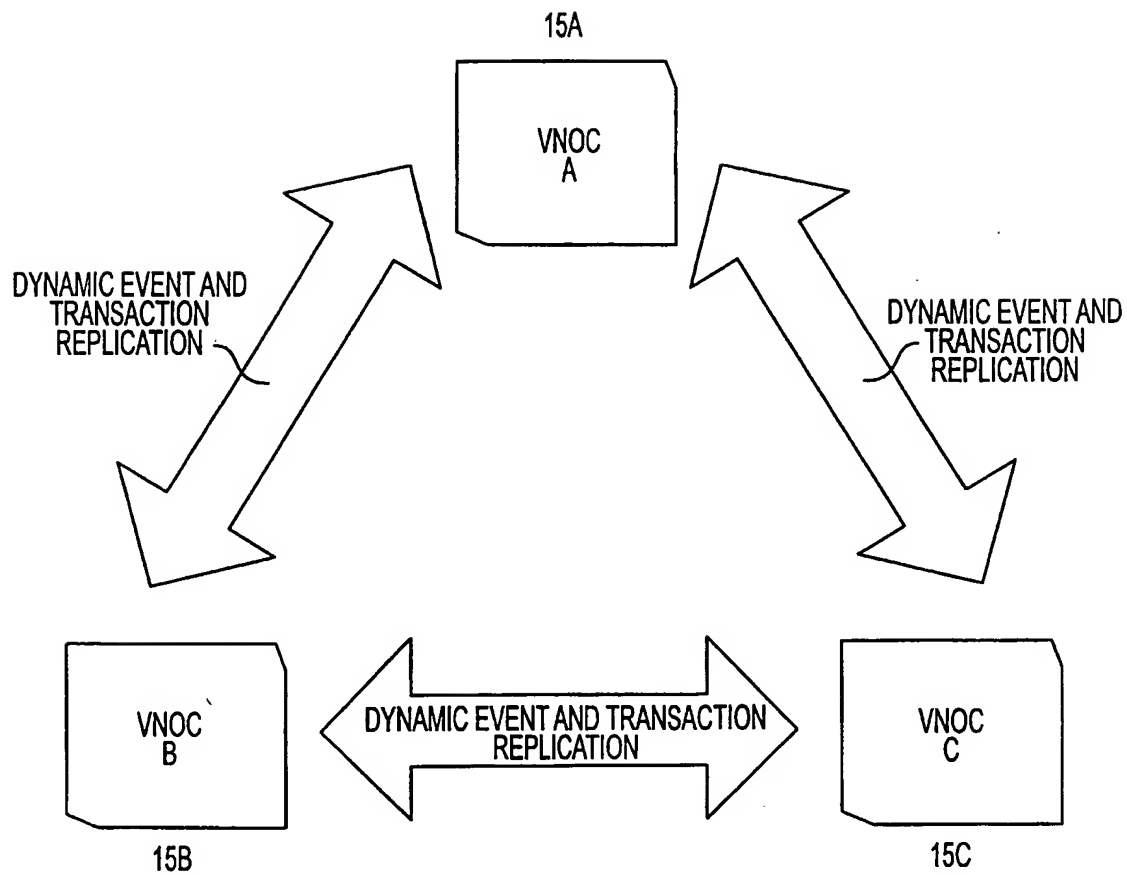 15A
VNOC
A
DYNAMIC EVENT AND
TRANSACTION
REPLICATION
DYNAMIC EVENT AND
TRANSACTION
REPLICATION
VNOC
B
DYNAMIC EVENT AND TRANSACTION
REPLICATION
VNOC
C
15B
15C